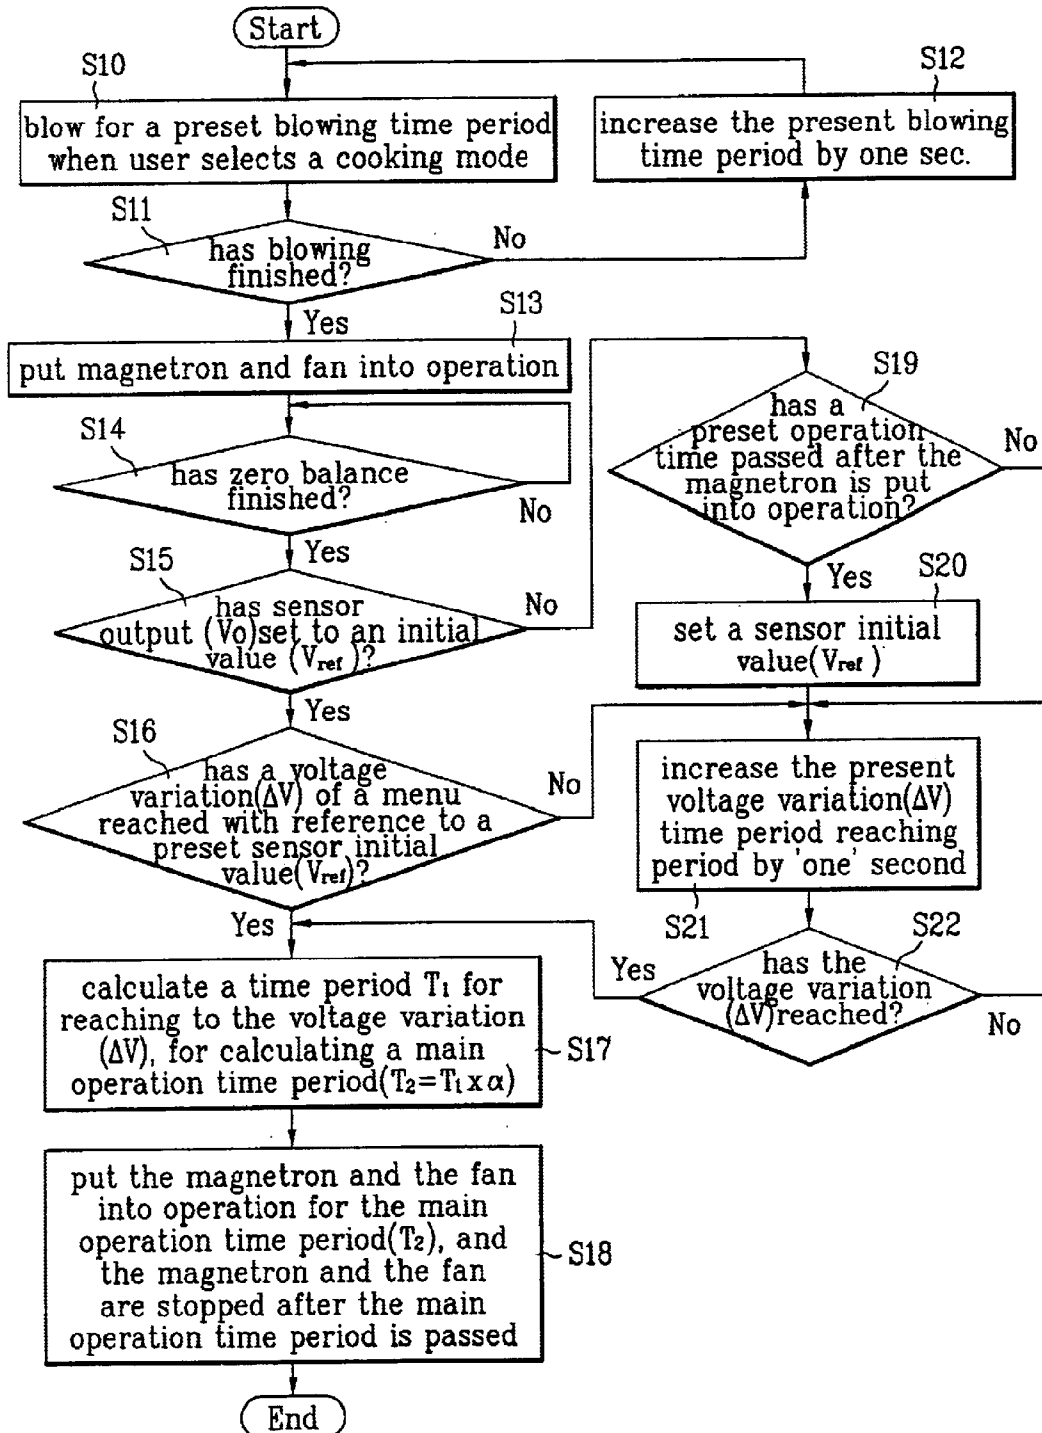 Start
S10
blow for a preset blowing time period
when user selects a cooking mode
S12
increase the present blowing
time period by one sec.
S11
has blowing
finished?
No
Yes
S13
put magnetron and fan into operation
S14
has zero balance
finished?
No
Yes
S15
has sensor
output (Vo)set to an initial
value (Vref)?
No
Yes
S16
has a voltage
variation(ΔV) of a menu
reached with reference to a
preset sensor initial
value(Vref)?
No
Yes
S19
has a
preset operation
time passed after the
magnetron is put
into operation?
No
Yes
S20
set a sensor initial
value(Vref)
increase the present
voltage variation(ΔV)
time period reaching
period by 'one' second
S21
S22
has the
voltage variation
(ΔV)reached?
Yes
No
calculate a time period T1 for
reaching to the voltage variation
(ΔV), for calculating a main
operation time period(T2=T1xα)
S17
put the magnetron and the fan
into operation for the main
operation time period(T2), and
the magnetron and the fan
are stopped after the main
operation time period is passed
S18
End